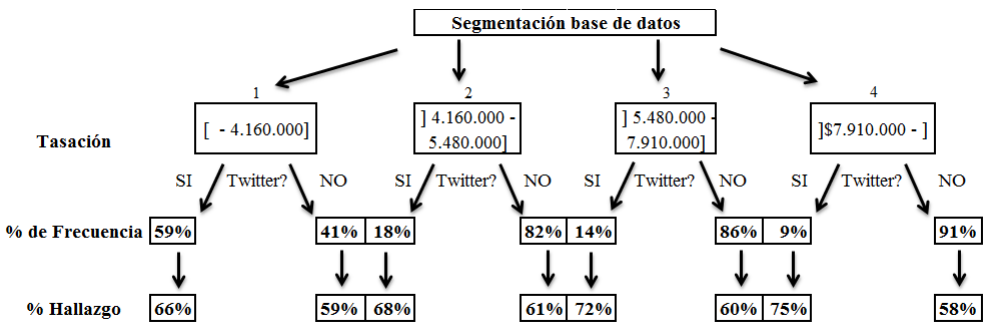 Segmentación base de datos
1 2 3 4
Tasación
[ - 4.160.000]
] 4.160.000 -
5.480.000]
] 5.480.000 -
7.910.000]
]$7.910.000 - ]
SI Twitter? NO SI Twitter? NO SI Twitter? NO SI Twitter? NO
% de Frecuencia 59% 41% 18% 82% 14% 86% 9% 91%
% Hallazgo 66% 59% 68% 61% 72% 60% 75% 58%